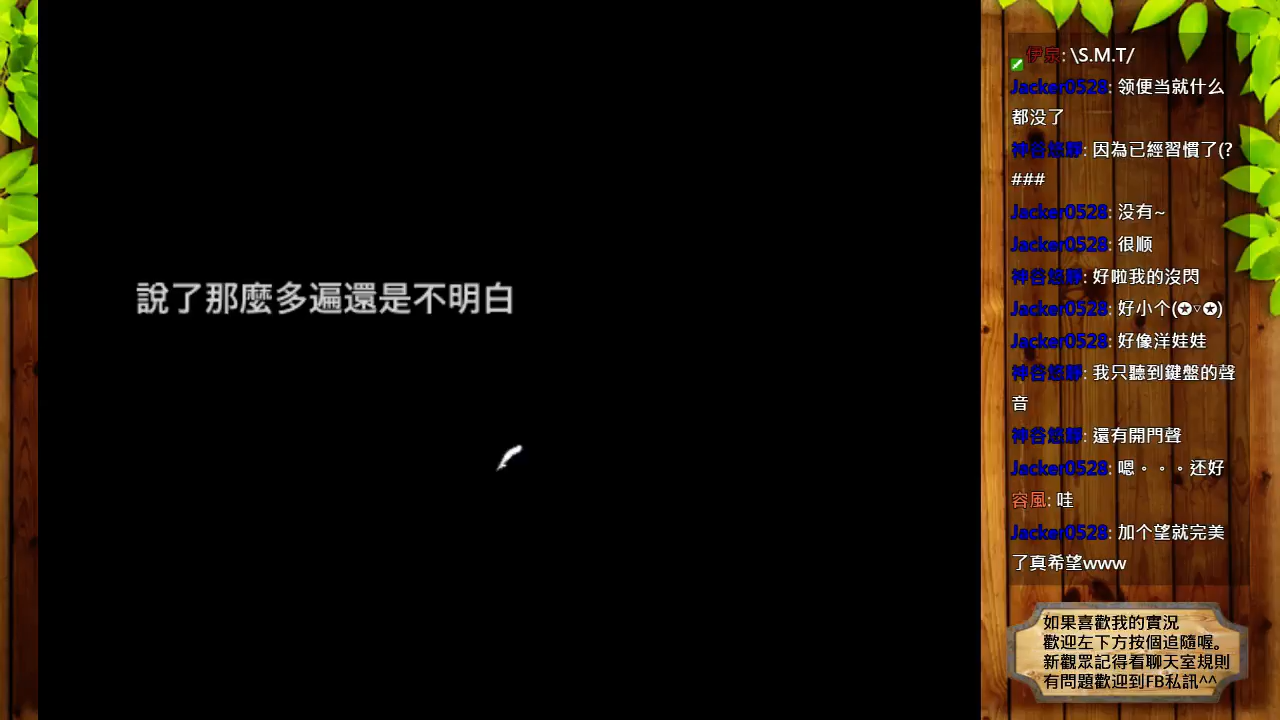 說了那麼多遍還是不明白
伊泉: \S.M.T/
Jacker0528: 领便当就什么
都没了
神谷悠靜: 因為已經習慣了(?
###
Jacker0528: 没有~
Jacker0528: 很顺
神谷悠靜: 好啦我的沒閃
Jacker0528: 好小个(✪▽✪)
Jacker0528: 好像洋娃娃
神谷悠靜: 我只聽到鍵盤的聲
音
神谷悠靜: 還有開門聲
Jacker0528: 嗯。。。还好
容風: 哇
Jacker0528: 加个望就完美
了真希望www
如果喜歡我的實況
歡迎左下方按個追隨喔。
新觀眾記得看聊天室規則
有問題歡迎到FB私訊^^